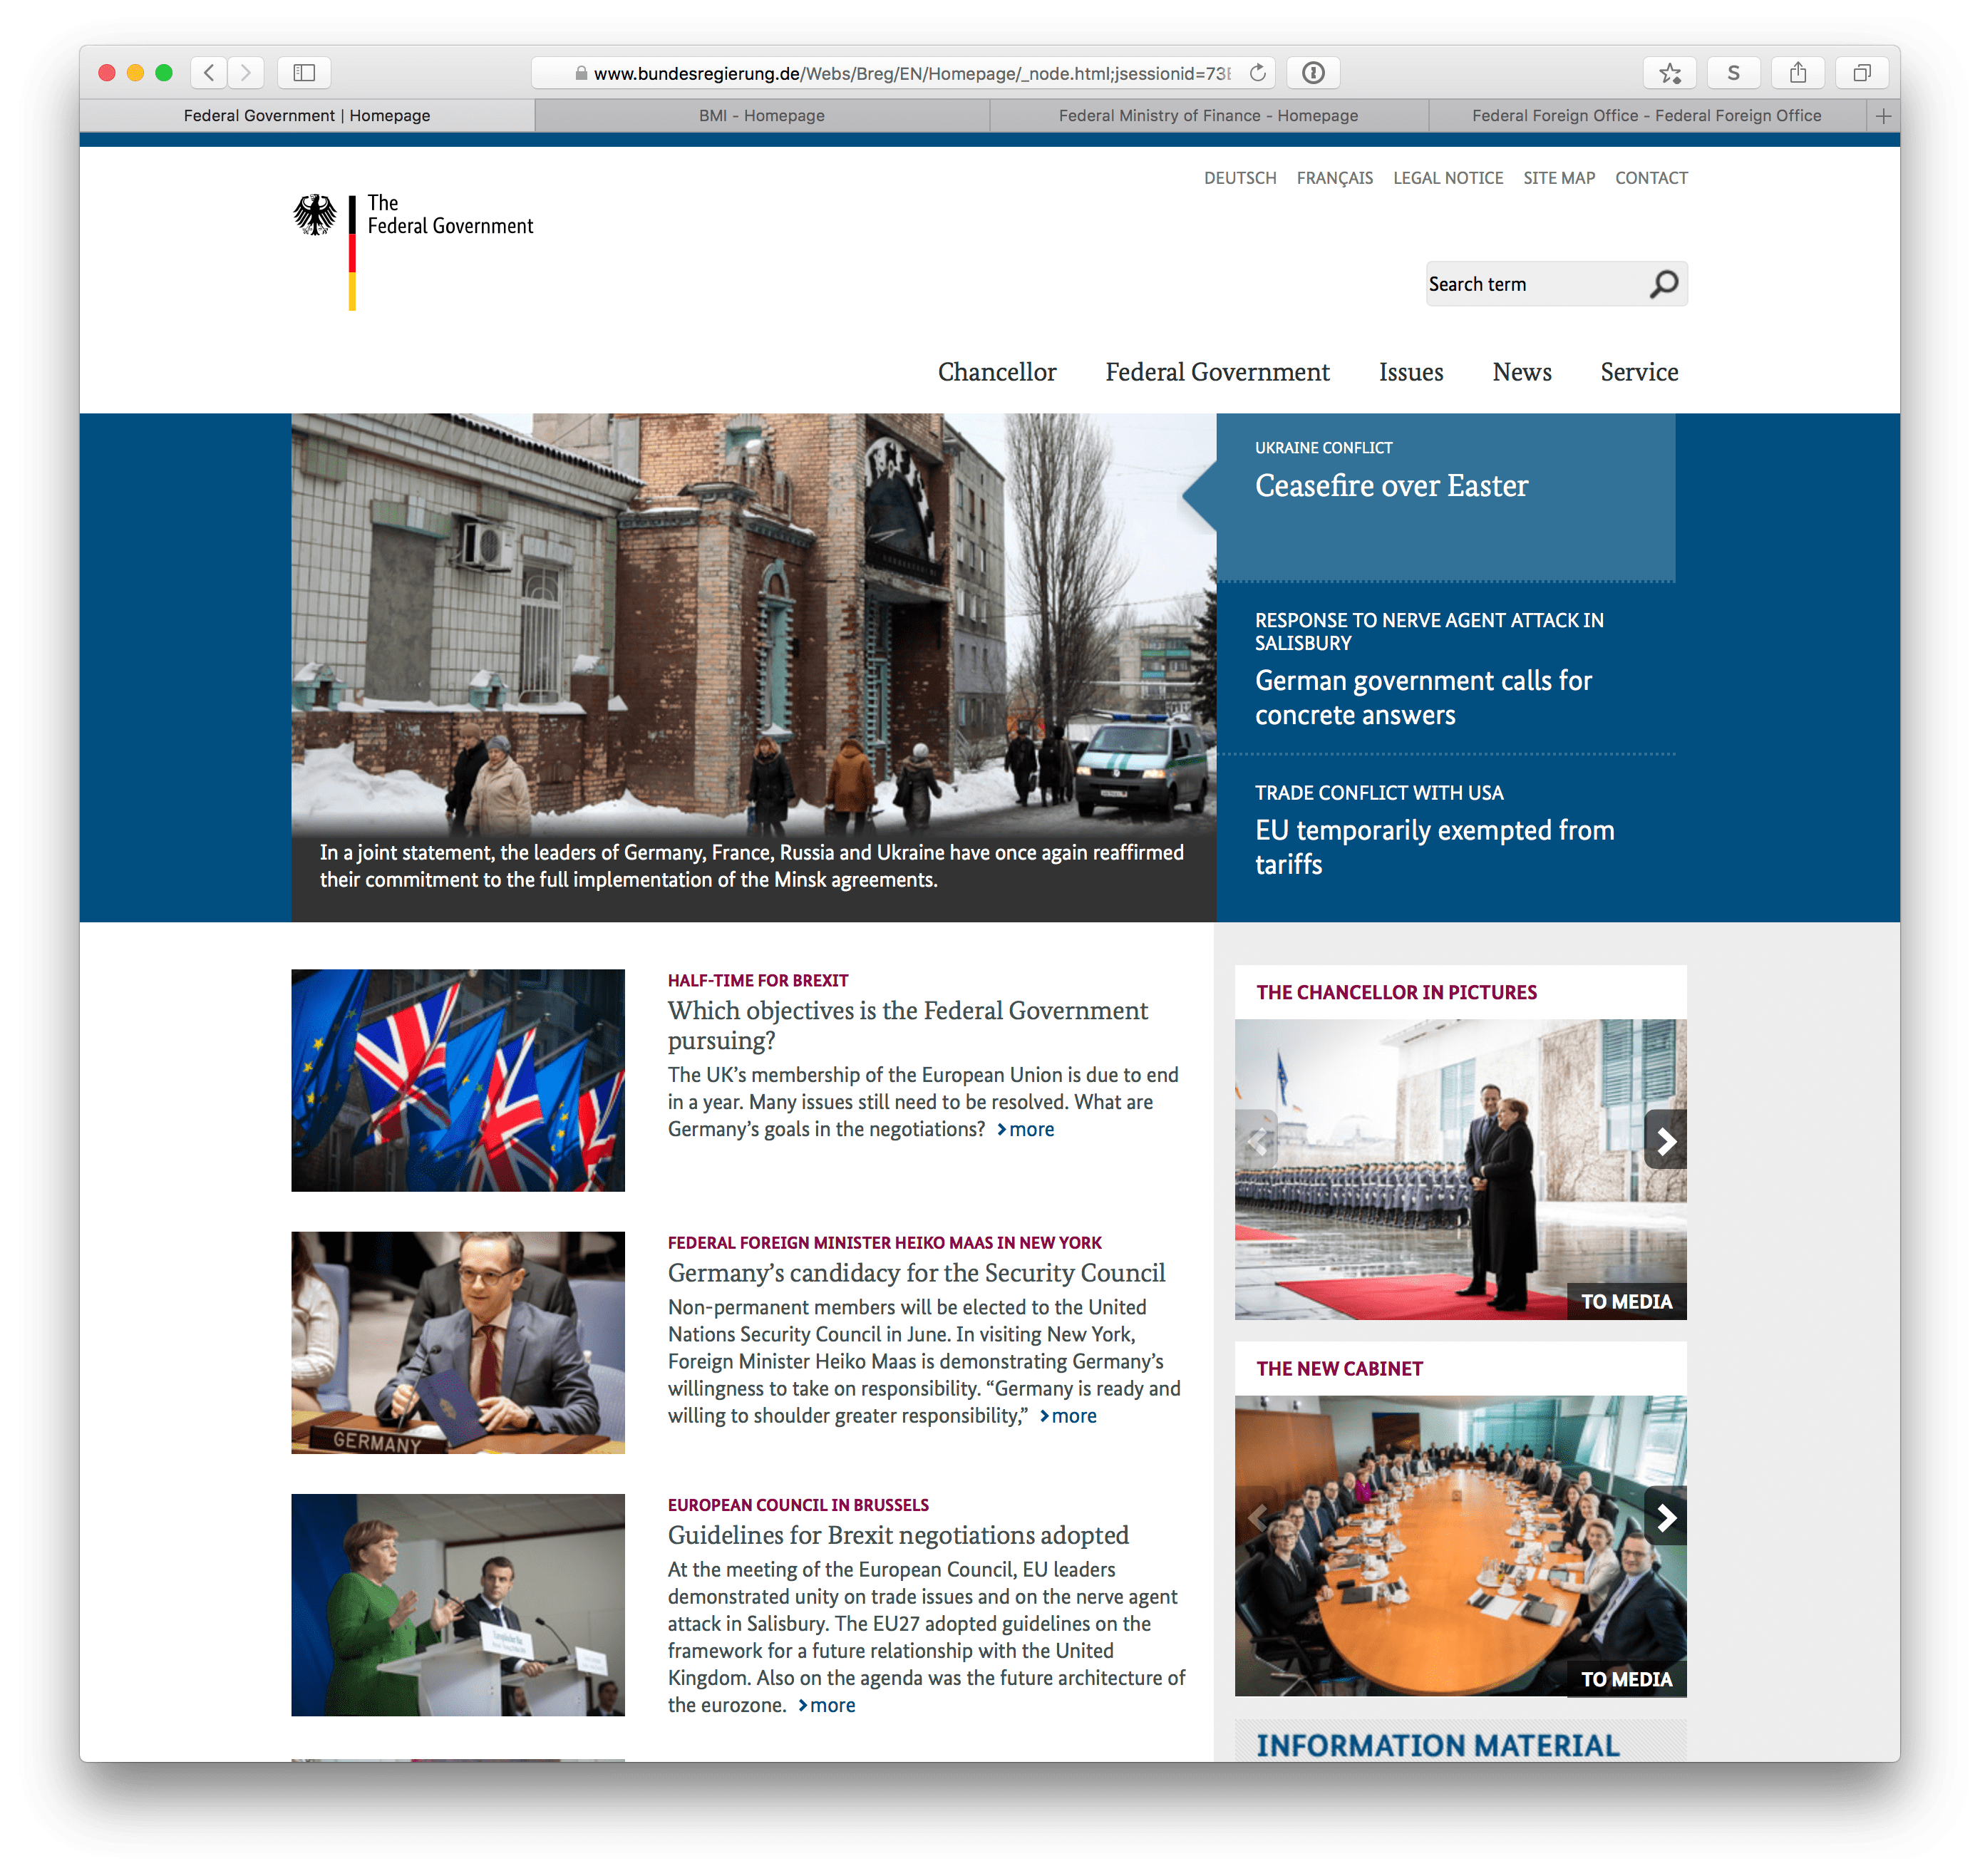 www.bundesregierung.de/Webs/Breg/EN/Homepage/_node.html;jsessionid=73
S
Federal Government | Homepage
BMI - Homepage
Federal Ministry of Finance - Homepage
Federal Foreign Office - Federal Foreign Office
DEUTSCH FRANÇAIS LEGAL NOTICE SITE MAP CONTACT
The
Federal Government
Search term
Chancellor Federal Government Issues News Service
UKRAINE CONFLICT
Ceasefire over Easter
RESPONSE TO NERVE AGENT ATTACK IN
SALISBURY
German government calls for
concrete answers
TRADE CONFLICT WITH USA
EU temporarily exempted from
tariffs
In a joint statement, the leaders of Germany, France, Russia and Ukraine have once again reaffirmed
their commitment to the full implementation of the Minsk agreements.
HALF-TIME FOR BREXIT
Which objectives is the Federal Government
pursuing?
The UK’s membership of the European Union is due to end
in a year. Many issues still need to be resolved. What are
Germany’s goals in the negotiations? more
FEDERAL FOREIGN MINISTER HEIKO MAAS IN NEW YORK
Germany’s candidacy for the Security Council
Non-permanent members will be elected to the United
Nations Security Council in June. In visiting New York,
Foreign Minister Heiko Maas is demonstrating Germany’s
willingness to take on responsibility. “Germany is ready and
willing to shoulder greater responsibility,” more
GERMANY
EUROPEAN COUNCIL IN BRUSSELS
Guidelines for Brexit negotiations adopted
At the meeting of the European Council, EU leaders
demonstrated unity on trade issues and on the nerve agent
attack in Salisbury. The EU27 adopted guidelines on the
framework for a future relationship with the United
Kingdom. Also on the agenda was the future architecture of
the eurozone. more
THE CHANCELLOR IN PICTURES
TO MEDIA
THE NEW CABINET
TO MEDIA
INFORMATION MATERIAL